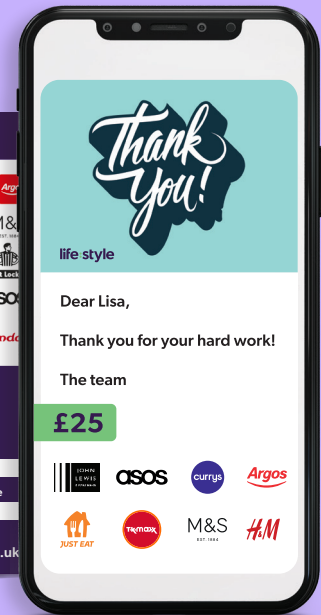 Thank
You!
life style
Dear Lisa,
Thank you for your hard work!
The team
£25
JOHN
LEWIS
asos
currys
Argos
JUST EAT
TK maxx
M&S
EST. 1884
H&M
.uk